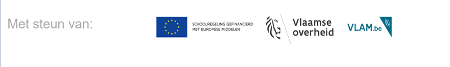 Met steun van:
SCHOOLREGELING GEFINANCIERD
MET EUROPESE MIDDELEN
Vlaamse
overheid
VLAM.be